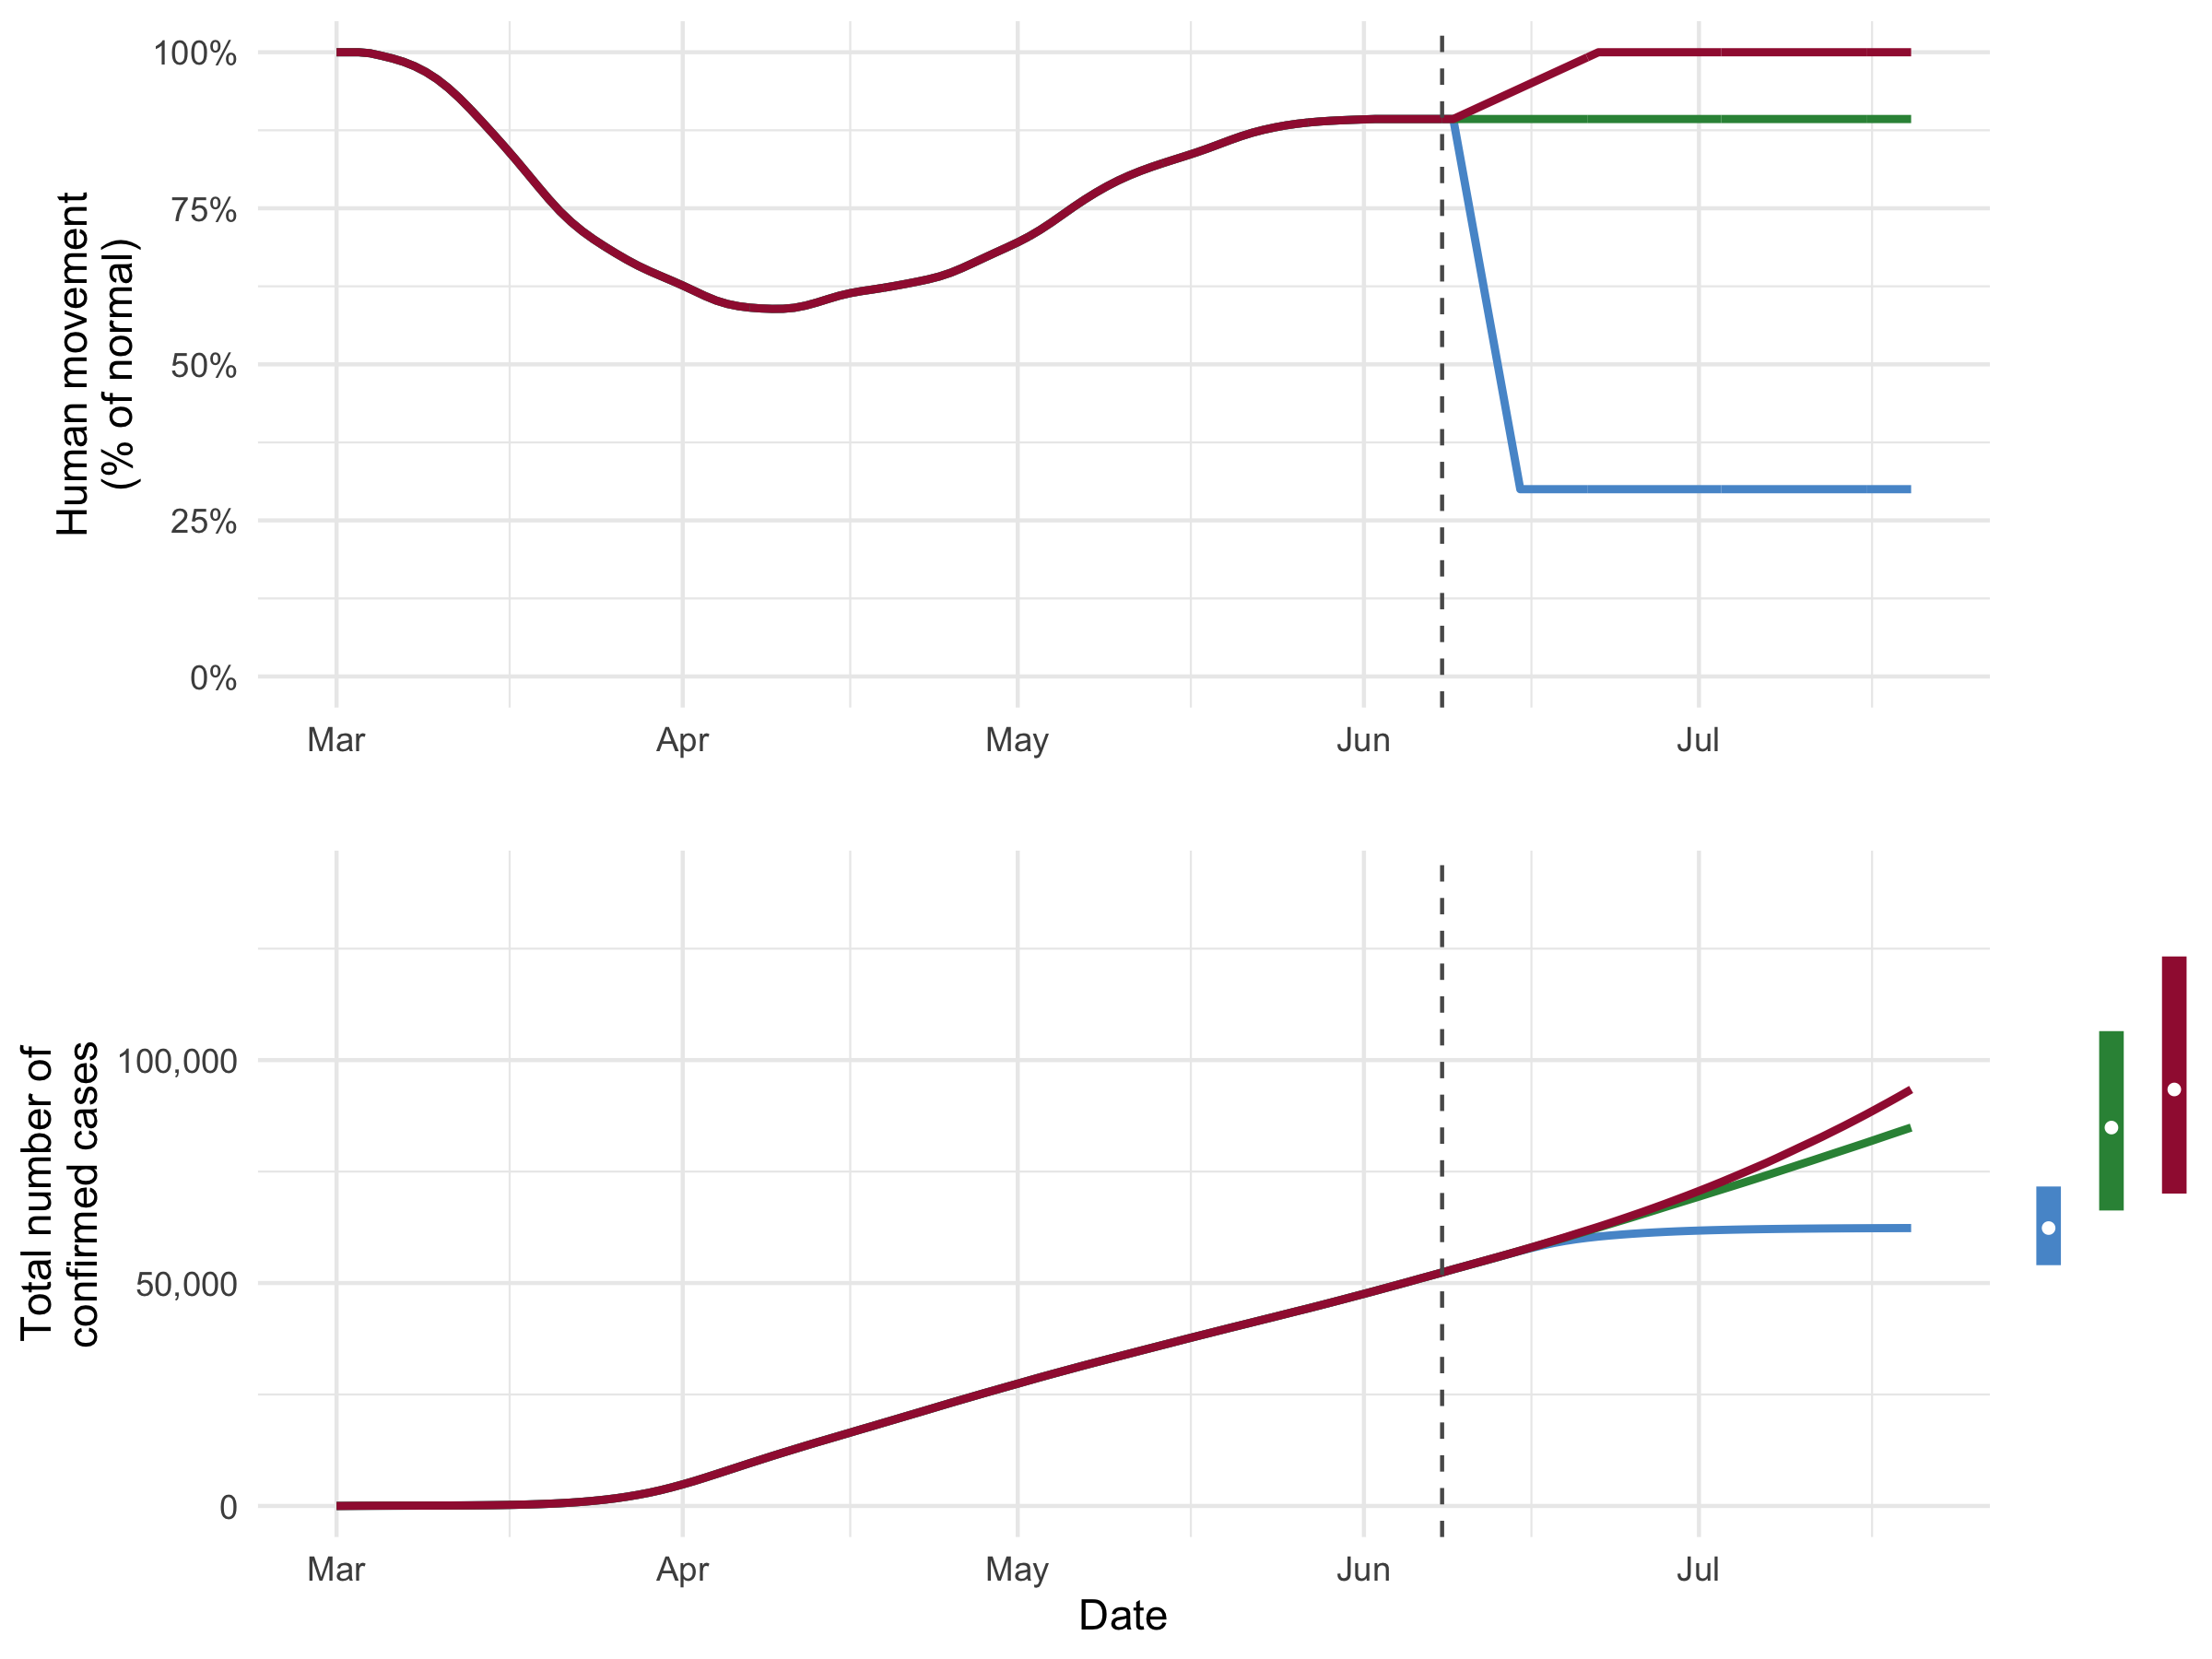 Human movement
(% of normal)
100%
75%
50%
25%
0%
Mar Apr May Jun Jul
Total number of
confirmed cases
100,000
50,000
0
Mar Apr May Jun Jul
Date